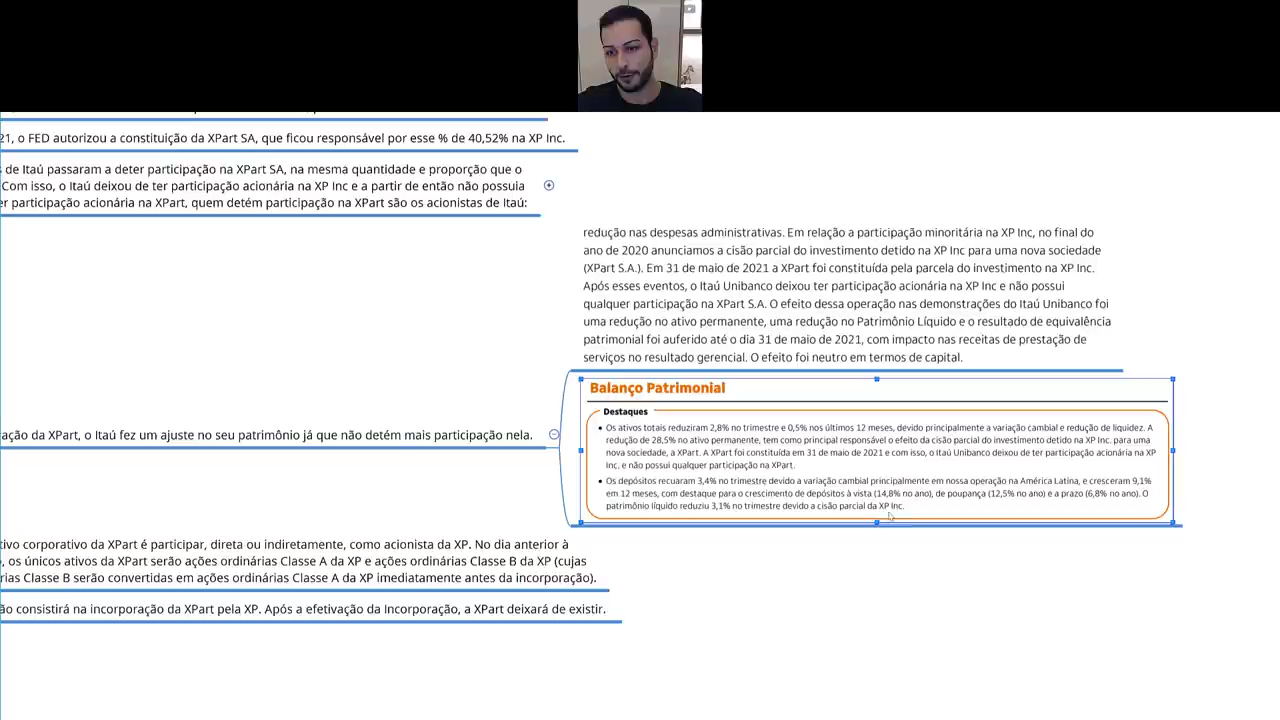 21, o FED autorizou a constituição da XPart SA, que ficou responsável por esse % de 40,52% na XP Inc.
de Itaú passaram a deter participação na XPart SA, na mesma quantidade e proporção que o
Com isso, o Itaú deixou de ter participação acionária na XP Inc e a partir de então não possuia
er participação acionária na XPart, quem detém participação na XPart são os acionistas de Itaú:
redução nas despesas administrativas. Em relação a participação minoritária na XP Inc, no final do
ano de 2020 anunciamos a cisão parcial do investimento detido na XP Inc para uma nova sociedade
(XPart S.A.). Em 31 de maio de 2021 a XPart foi constituída pela parcela do investimento na XP Inc.
Após esses eventos, o Itaú Unibanco deixou ter participação acionária na XP Inc e não possui
qualquer participação na XPart S.A. O efeito dessa operação nas demonstrações do Itaú Unibanco foi
uma redução no ativo permanente, uma redução no Patrimônio Líquido e o resultado de equivalência
patrimonial foi auferido até o dia 31 de maio de 2021, com impacto nas receitas de prestação de
serviços no resultado gerencial. O efeito foi neutro em termos de capital.
Balanço Patrimonial
Destaques
• Os ativos totais reduziram 2,8% no trimestre e 0,5% nos últimos 12 meses, devido principalmente a variação cambial e redução de liquidez. A
redução de 28,5% no ativo permanente, tem como principal responsável o efeito da cisão parcial do investimento detido na XP Inc. para uma
nova sociedade, a XPart. A XPart foi constituída em 31 de maio de 2021 e com isso, o Itaú Unibanco deixou de ter participação acionária na XP
Inc. e não possui qualquer participação na XPart.
• Os depósitos recuaram 3,4% no trimestre devido a variação cambial principalmente em nossa operação na América Latina, e cresceram 9,1%
em 12 meses, com destaque para o crescimento de depósitos à vista (14,8% no ano), de poupança (12,5% no ano) e a prazo (6,8% no ano). O
patrimônio líquido reduziu 3,1% no trimestre devido a cisão parcial da XP Inc.
ação da XPart, o Itaú fez um ajuste no seu patrimônio já que não detém mais participação nela.
tivo corporativo da XPart é participar, direta ou indiretamente, como acionista da XP. No dia anterior à
, os únicos ativos da XPart serão ações ordinárias Classe A da XP e ações ordinárias Classe B da XP (cujas
rias Classe B serão convertidas em ações ordinárias Classe A da XP imediatamente antes da incorporação).
ão consistirá na incorporação da XPart pela XP. Após a efetivação da Incorporação, a XPart deixará de existir.